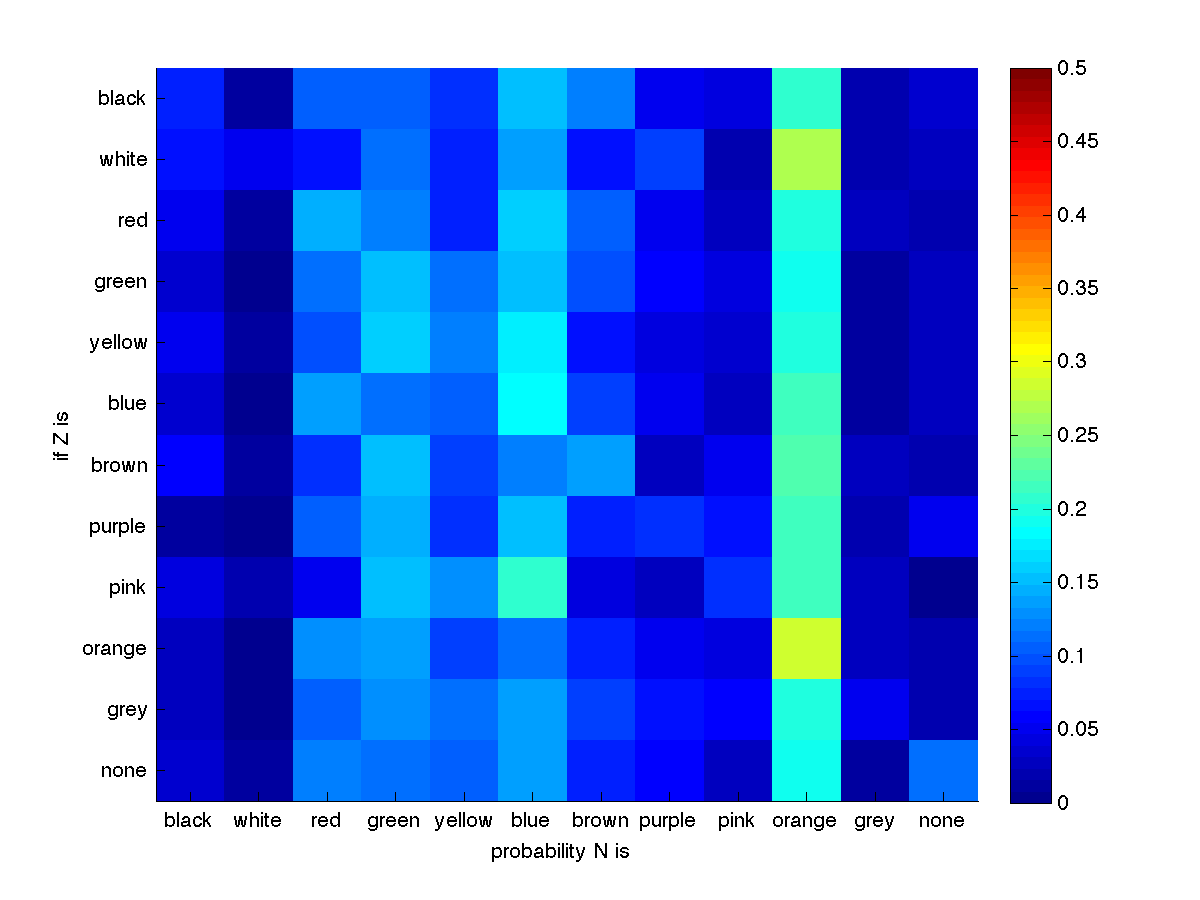 black
white
red
green
yellow
blue
brown
purple
pink
orange
grey
none
if Z is
black white red green yellow blue brown purple pink orange grey none
probability N is
0.5
0.45
0.4
0.35
0.3
0.25
0.2
0.15
0.1
0.05
0